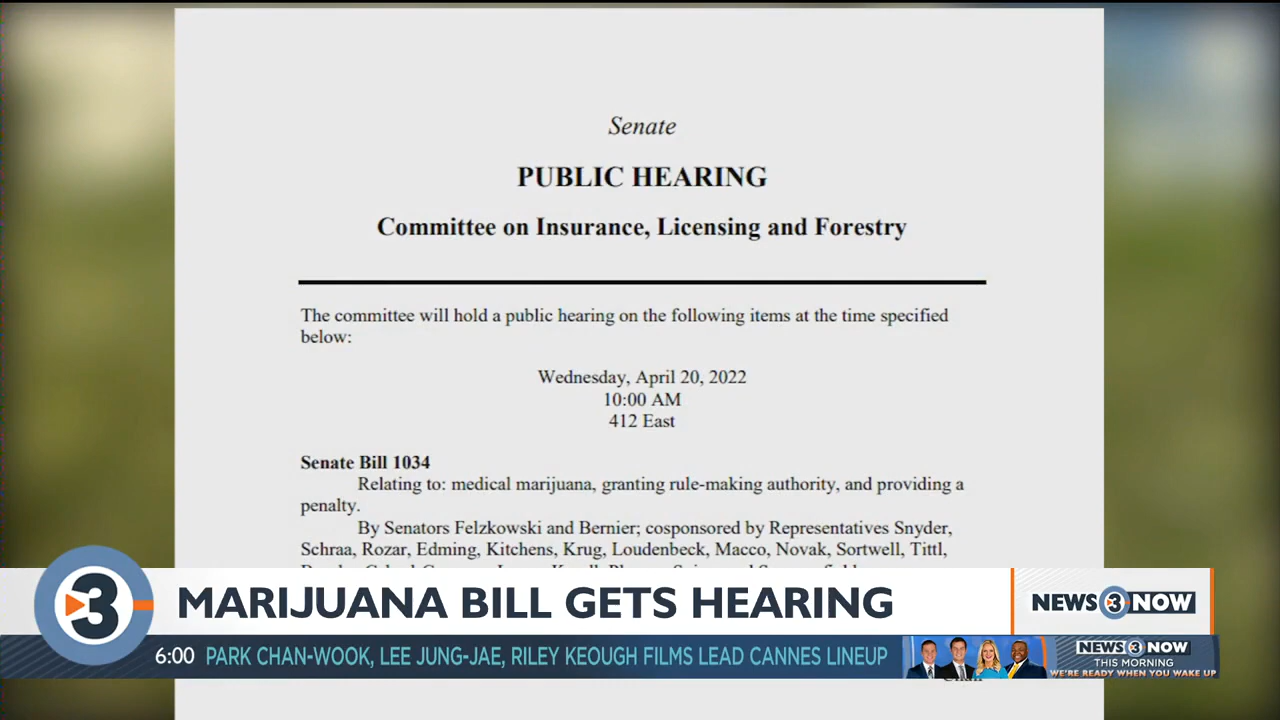 Senate
PUBLIC HEARING
Committee on Insurance, Licensing and Forestry
The committee will hold a public hearing on the following items at the time specified
below:
Wednesday, April 20, 2022
10:00 AM
412 East
Senate Bill 1034
Relating to: medical marijuana, granting rule-making authority, and providing a
penalty.
By Senators Felzkowski and Bernier; cosponsored by Representatives Snyder,
Schraa, Rozar, Edming, Kitchens, Krug, Loudenbeck, Macco, Novak, Sortwell, Tittl,
3 MARIJUANA BILL GETS HEARING
NEWS 3 NOW
6:00 PARK CHAN-WOOK, LEE JUNG-JAE, RILEY KEOUGH FILMS LEAD CANNES LINEUP
NEWS 3 NOW
THIS MORNING
WE'RE READY WHEN YOU WAKE UP